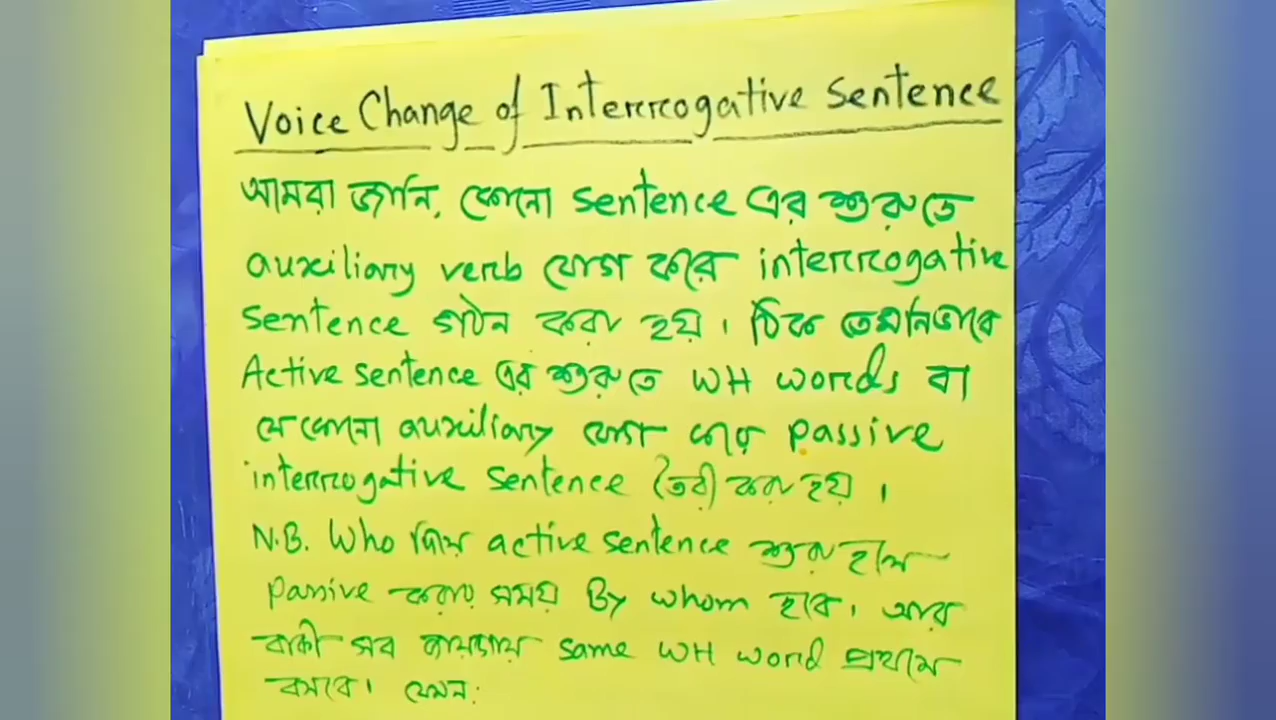 Voice Change of Interrogative Sentence
আমরা জানি, কোনো sentence এর শুরুতে
auxiliary verb যোগ করে interrogative
sentence গঠন করা হয়। ঠিক তেমনিভাবে
Active sentence এর শুরুতে WH words বা
যেকোনো auxiliary যোগ করে passive
interrogative sentence তৈরী করা হয়।
N.B. Who দিয়ে active sentence শুরু হলে
passive করার সময় By whom হবে। আর
বাকী সব জায়গায় same WH word প্রথমে
বসবে। যেমন: